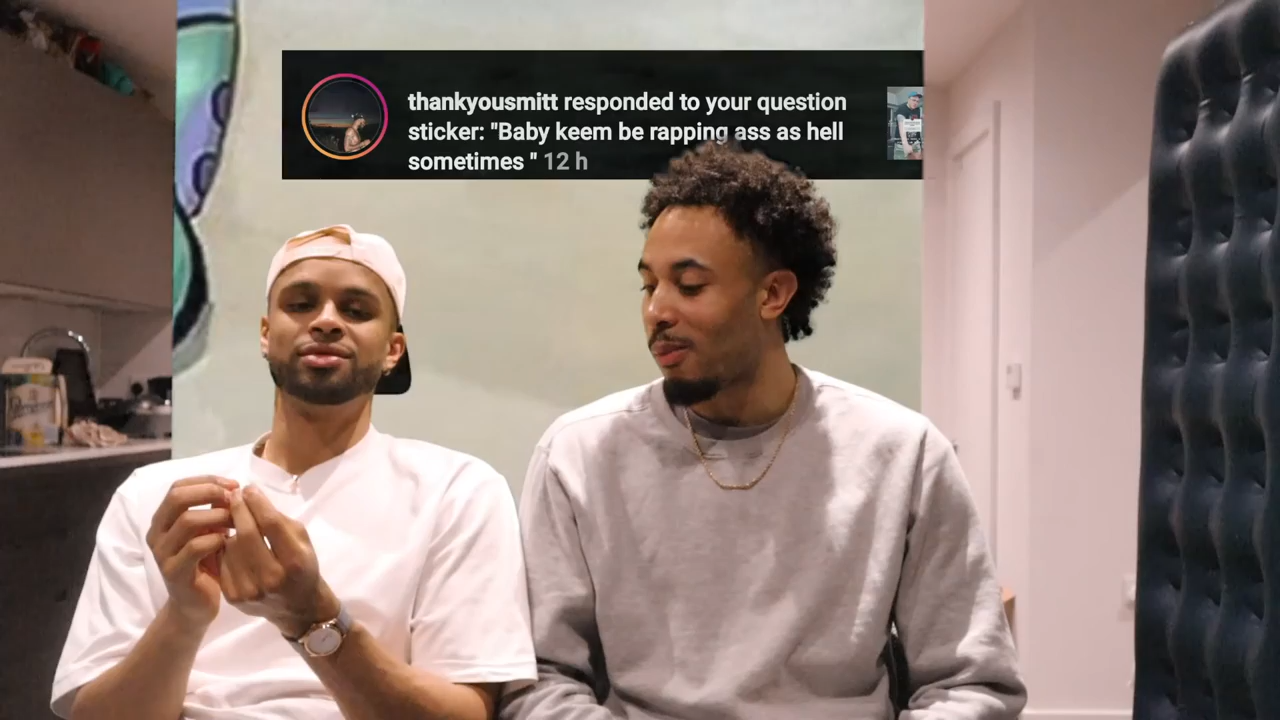 thankyousmitt responded to your question
sticker: "Baby keem be rapping ass as hell
sometimes " 12 h